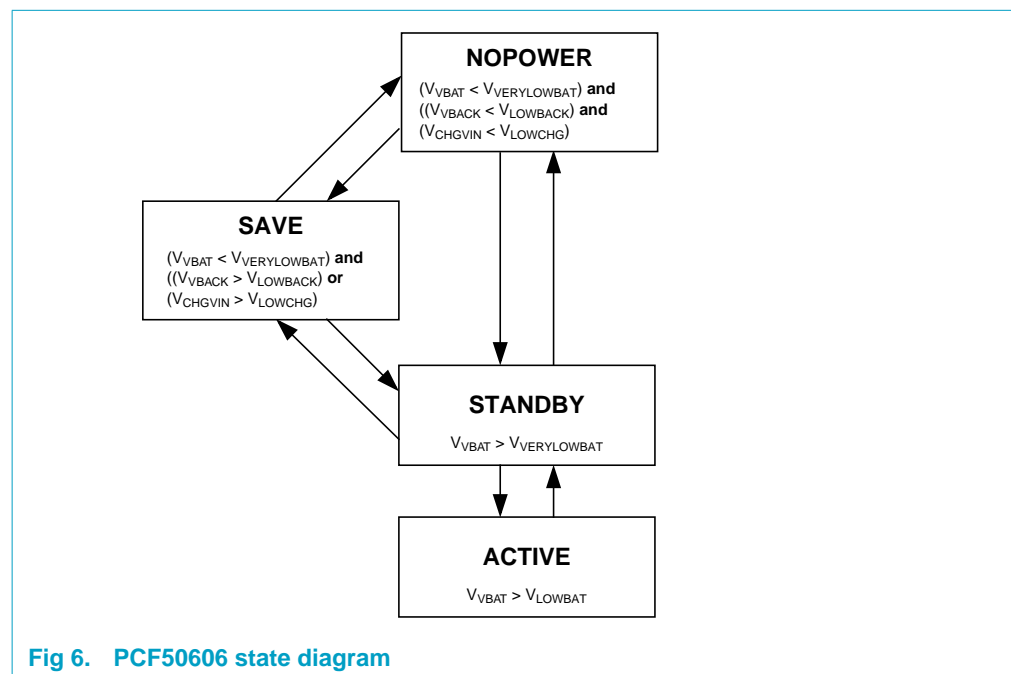 NOPOWER
(VVBAT < VVERYLOWBAT) and
((VVBACK < VLOWBACK) and
(VCHGVIN < VLOWCHG)
SAVE
(VVBAT < VVERYLOWBAT) and
((VVBACK > VLOWBACK) or
(VCHGVIN > VLOWCHG)
STANDBY
VVBAT > VVERYLOWBAT
ACTIVE
VVBAT > VLOWBAT
Fig 6. PCF50606 state diagram